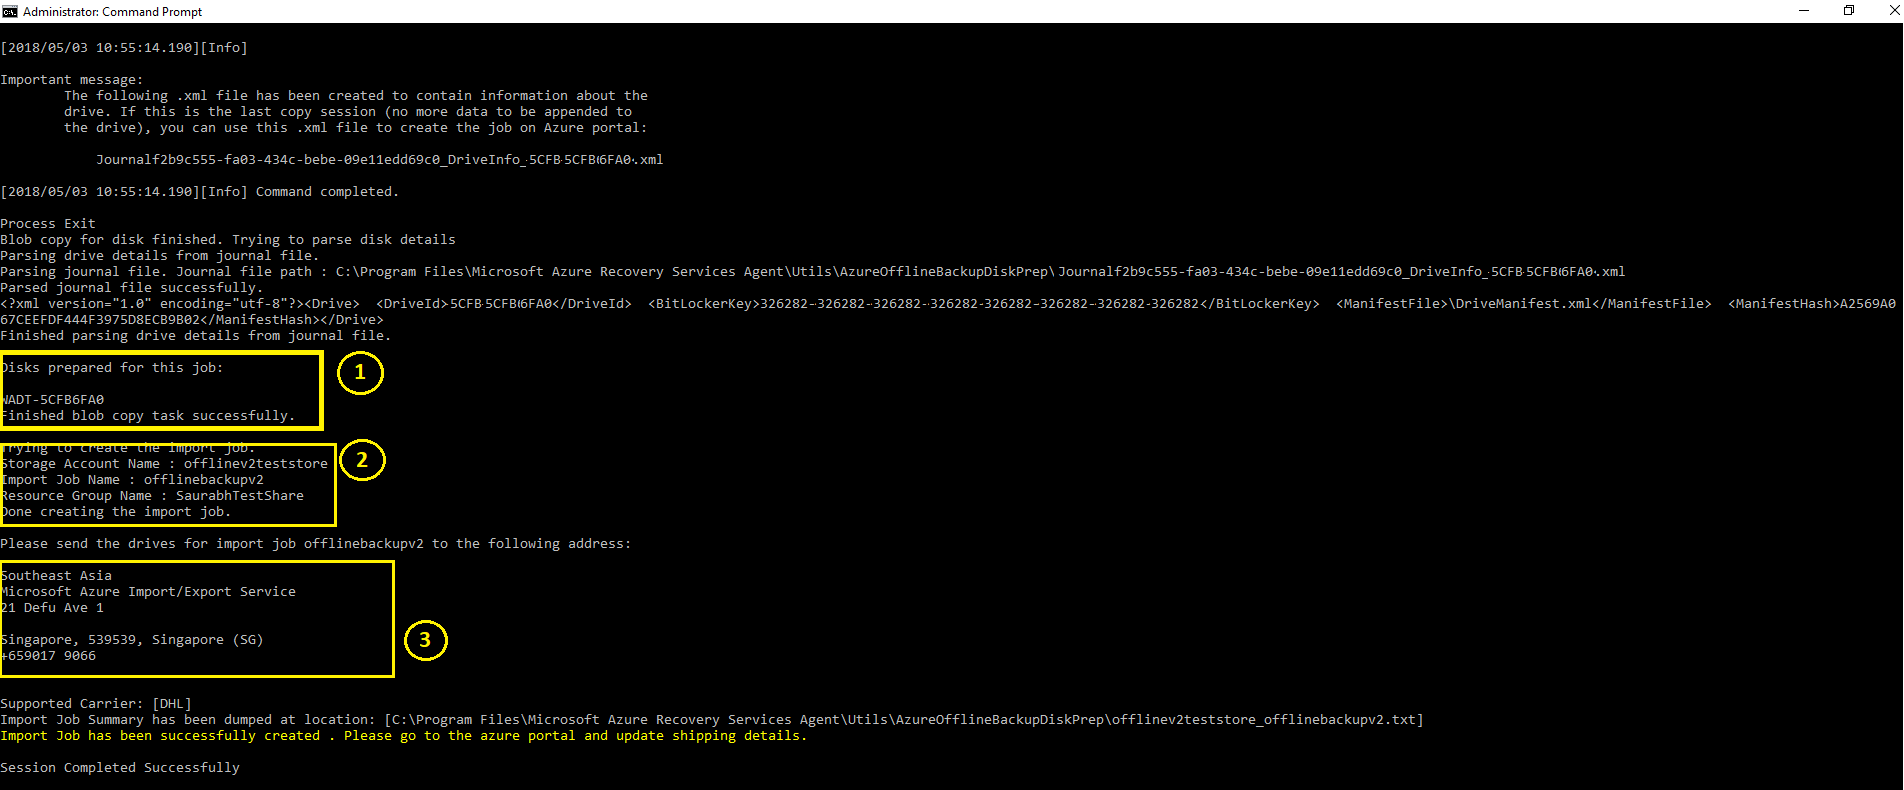 Administrator: Command Prompt
[2018/05/03 10:55:14.190][Info]
Important message:
The following .xml file has been created to contain information about the
drive. If this is the last copy session (no more data to be appended to
the drive), you can use this .xml file to create the job on Azure portal:
Journalf2b9c555-fa03-434c-bebe-09e11edd69c0_DriveInfo_ 5CFB 5CFB6FA0 .xml
[2018/05/03 10:55:14.190][Info] Command completed.
Process Exit
Blob copy for disk finished. Trying to parse disk details
Parsing drive details from journal file.
Parsing journal file. Journal file path : C:\Program Files\Microsoft Azure Recovery Services Agent\Utils\AzureOfflineBackupDiskPrep\Journalf2b9c555-fa03-434c-bebe-09e11edd69c0_DriveInfo_ 5CFB 5CFB6FA0 .xml
Parsed journal file successfully.
<?xml version="1.0" encoding="utf-8"?><Drive> <DriveId>5CFB 5CFB6FA0</DriveId> <BitLockerKey>326282-326282-326282-326282-326282-326282-326282-326282</BitLockerKey> <ManifestFile>\DriveManifest.xml</ManifestFile> <ManifestHash>A2569A0
67CEEFDF444F3975D8ECB9B02</ManifestHash></Drive>
Finished parsing drive details from journal file.
Disks prepared for this job:
1
WADT-5CFB6FA0
Finished blob copy task successfully.
Trying to create the import job.
2
Storage Account Name : offlinev2teststore
Import Job Name : offlinebackupv2
Resource Group Name : SaurabhTestShare
Done creating the import job.
Please send the drives for import job offlinebackupv2 to the following address:
Southeast Asia
Microsoft Azure Import/Export Service
21 Defu Ave 1
3
Singapore, 539539, Singapore (SG)
+659017 9066
Supported Carrier: [DHL]
Import Job Summary has been dumped at location: [C:\Program Files\Microsoft Azure Recovery Services Agent\Utils\AzureOfflineBackupDiskPrep\offlinev2teststore_offlinebackupv2.txt]
Import Job has been successfully created . Please go to the azure portal and update shipping details.
Session Completed Successfully